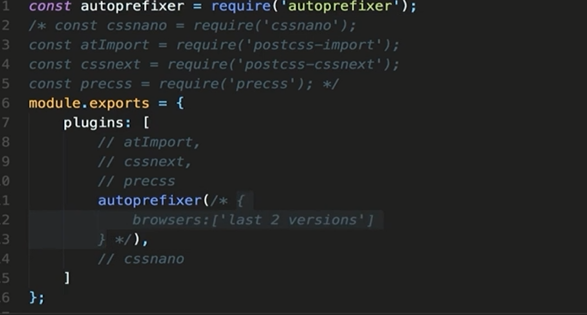 1 const autoprefixer = require('autoprefixer');
2 /* const cssnano = require('cssnano');
3 const atImport = require('postcss-import');
4 const cssnext = require('postcss-cssnext');
5 const precss = require('precss'); */
6 module.exports = {
7 plugins: [
8 // atImport,
9 // cssnext,
0 // precss
1 autoprefixer(/* {
2 browsers:['last 2 versions']
3 } */),
4 // cssnano
5 ]
6 };